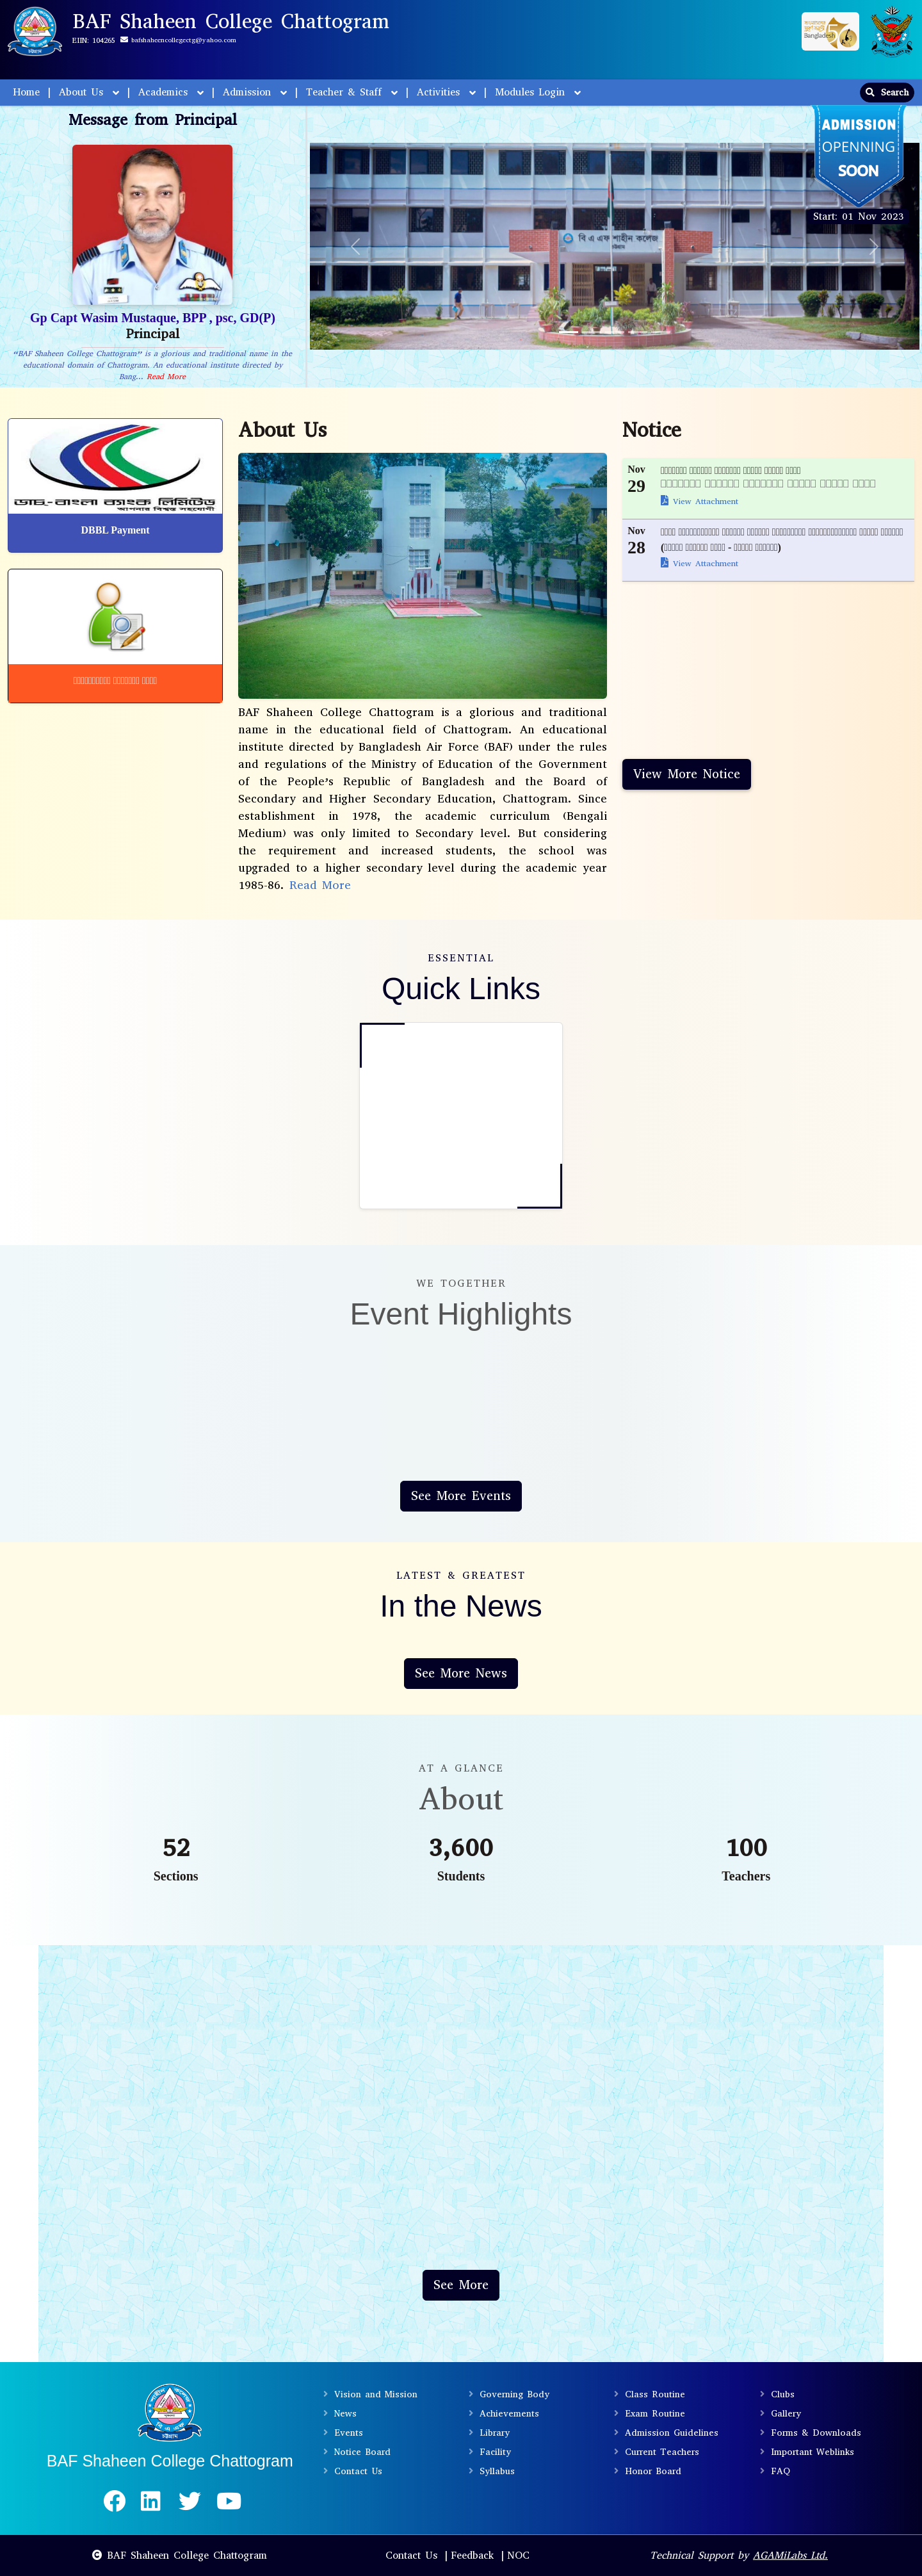 BAF Shaheen College Chattogram
EIIN: 104265 bafshaheencollegectg@yahoo.com
Bangladesh 50
Home | About Us | Academics | Admission | Teacher & Staff | Activities | Modules Login
Search
Message from Principal
ADMISSION
OPENNING
SOON
Start: 01 Nov 2023
বি এ এফ শাহীন কলেজ
Gp Capt Wasim Mustaque, BPP , psc, GD(P)
Principal
“BAF Shaheen College Chattogram” is a glorious and traditional name in the
educational domain of Chattogram. An educational institute directed by
Bang... Read More
ডাচ্-বাংলা ব্যাংক লিমিটেড
আপনার বিশ্বস্ত সহযোগী
DBBL Payment
About Us
BAF Shaheen College Chattogram is a glorious and traditional
name in the educational field of Chattogram. An educational
institute directed by Bangladesh Air Force (BAF) under the rules
and regulations of the Ministry of Education of the Government
of the People’s Republic of Bangladesh and the Board of
Secondary and Higher Secondary Education, Chattogram. Since
establishment in 1978, the academic curriculum (Bengali
Medium) was only limited to Secondary level. But considering
the requirement and increased students, the school was
upgraded to a higher secondary level during the academic year
1985-86. Read More
Notice
Nov
29
View Attachment
Nov
28
View Attachment
View More Notice
ESSENTIAL
Quick Links
WE TOGETHER
Event Highlights
See More Events
LATEST & GREATEST
In the News
See More News
AT A GLANCE
About
52
Sections
3,600
Students
100
Teachers
See More
BAF Shaheen College Chattogram
Vision and Mission
News
Events
Notice Board
Contact Us
Governing Body
Achievements
Library
Facility
Syllabus
Class Routine
Exam Routine
Admission Guidelines
Current Teachers
Honor Board
Clubs
Gallery
Forms & Downloads
Important Weblinks
FAQ
BAF Shaheen College Chattogram
Contact Us | Feedback | NOC
Technical Support by AGAMiLabs Ltd.